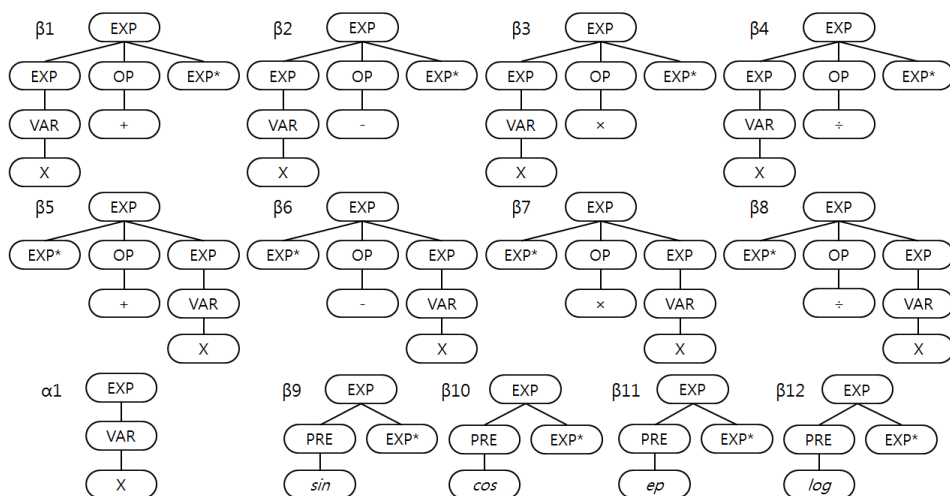 β1 EXP β2 EXP β3 EXP β4 EXP
EXP OP EXP* EXP OP EXP* EXP OP EXP* EXP OP EXP*
VAR + VAR - VAR × VAR ÷
X X X X
β5 EXP β6 EXP β7 EXP β8 EXP
EXP* OP EXP EXP* OP EXP EXP* OP EXP EXP* OP EXP
+ VAR - VAR × VAR ÷ VAR
X X X X
α1 EXP β9 EXP β10 EXP β11 EXP β12 EXP
VAR PRE EXP* PRE EXP* PRE EXP* PRE EXP*
X sin cos ep log